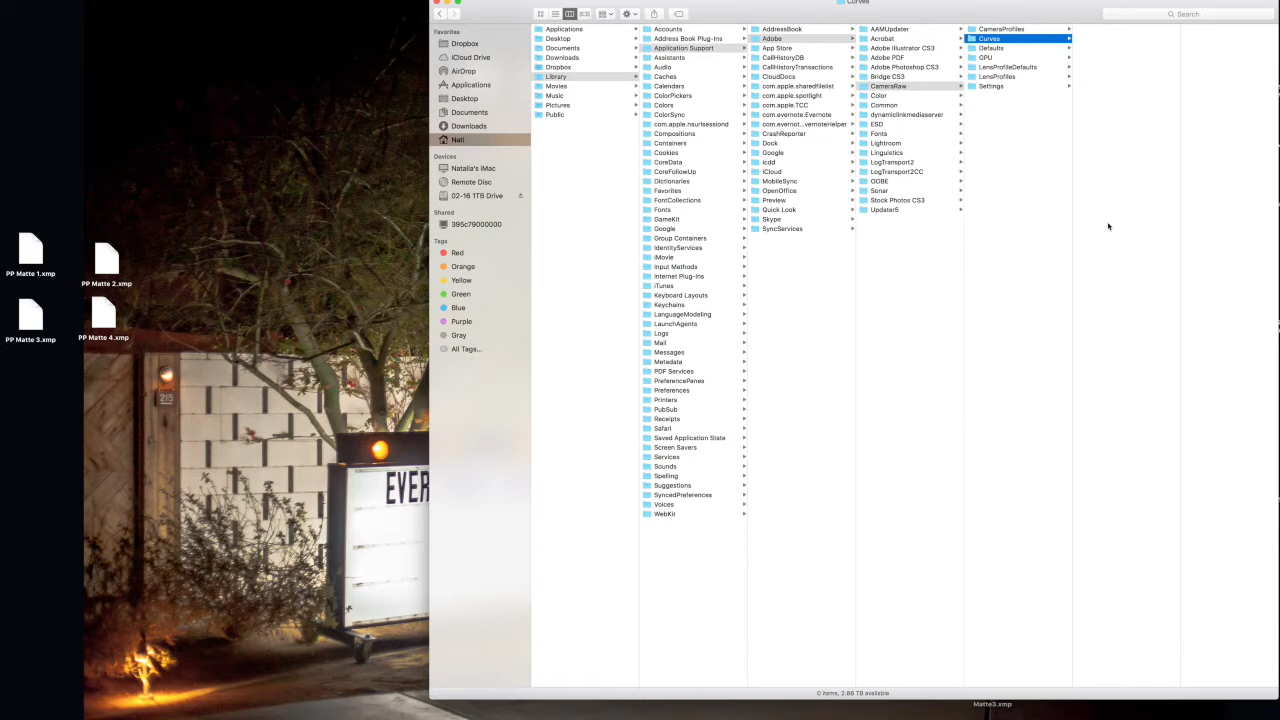 Curves
Search
Favorites
Dropbox
iCloud Drive
AirDrop
Applications
Desktop
Documents
Downloads
Nati
Devices
Natalia's iMac
Remote Disc
02-16 1TB Drive
Shared
395c79000000
Tags
Red
Orange
Yellow
Green
Blue
Purple
Gray
All Tags...
Applications
Desktop
Documents
Downloads
Dropbox
Library
Movies
Music
Pictures
Public
Accounts
Address Book Plug-Ins
Application Support
Assistants
Audio
Caches
Calendars
ColorPickers
Colors
ColorSync
com.apple.nsurlsessiond
Compositions
Containers
Cookies
CoreData
CoreFollowUp
Dictionaries
Favorites
FontCollections
Fonts
GameKit
Google
Group Containers
IdentityServices
iMovie
Input Methods
Internet Plug-Ins
iTunes
Keyboard Layouts
Keychains
LanguageModeling
LaunchAgents
Logs
Mail
Messages
Metadata
PDF Services
PreferencePanes
Preferences
Printers
PubSub
Receipts
Safari
Saved Application State
Screen Savers
Services
Sounds
Spelling
Suggestions
SyncedPreferences
Voices
WebKit
AddressBook
Adobe
App Store
CallHistoryDB
CallHistoryTransactions
CloudDocs
com.apple.sharedfilelist
com.apple.spotlight
com.apple.TCC
com.evernote.Evernote
com.evernot...vernoteHelper
CrashReporter
Dock
Google
icdd
iCloud
MobileSync
OpenOffice
Preview
Quick Look
Skype
SyncServices
AAMUpdater
Acrobat
Adobe Illustrator CS3
Adobe PDF
Adobe Photoshop CS3
Bridge CS3
CameraRaw
Color
Common
dynamiclinkmediaserver
ESD
Fonts
Lightroom
Linguistics
LogTransport2
LogTransport2CC
OOBE
Sonar
Stock Photos CS3
Updater5
CameraProfiles
Curves
Defaults
GPU
LensProfileDefaults
LensProfiles
Settings
PP Matte 1.xmp
PP Matte 2.xmp
PP Matte 3.xmp
PP Matte 4.xmp
215
EVER
0 items, 2.86 TB available
Matte3.xmp